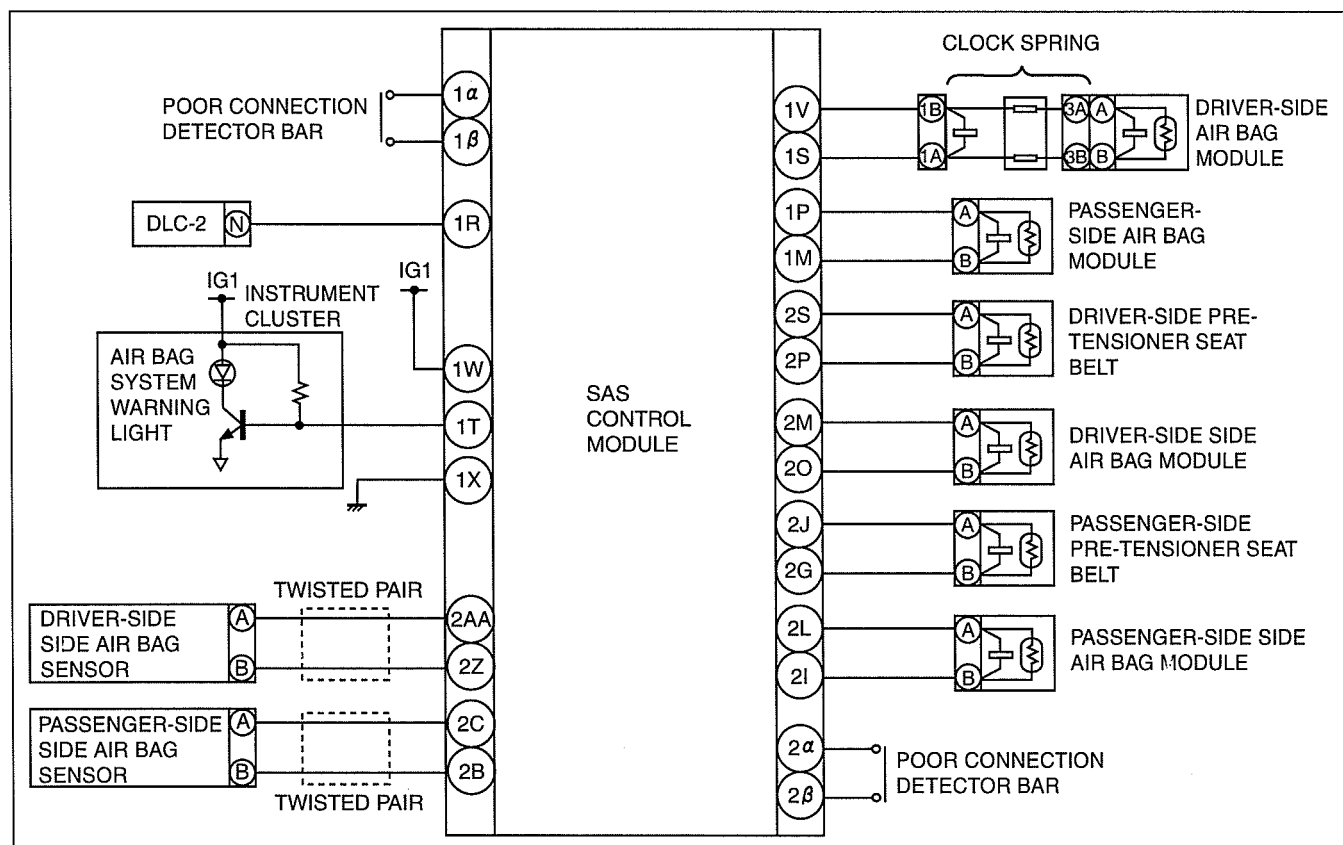 POOR CONNECTION
DETECTOR BAR
1α
1β
DLC-2
N
1R
IG1
INSTRUMENT
CLUSTER
IG1
AIR BAG
SYSTEM
WARNING
LIGHT
1W
1T
1X
TWISTED PAIR
DRIVER-SIDE
SIDE AIR BAG
SENSOR
A
B
2AA
2Z
PASSENGER-SIDE
SIDE AIR BAG
SENSOR
A
B
2C
2B
TWISTED PAIR
SAS
CONTROL
MODULE
CLOCK SPRING
1V
1S
1B
1A
3A
3B
A
B
DRIVER-SIDE
AIR BAG
MODULE
1P
1M
A
B
PASSENGER-
SIDE AIR BAG
MODULE
2S
2P
A
B
DRIVER-SIDE PRE-
TENSIONER SEAT
BELT
2M
2O
A
B
DRIVER-SIDE SIDE
AIR BAG MODULE
2J
2G
A
B
PASSENGER-SIDE
PRE-TENSIONER SEAT
BELT
2L
2I
A
B
PASSENGER-SIDE SIDE
AIR BAG MODULE
2α
2β
POOR CONNECTION
DETECTOR BAR